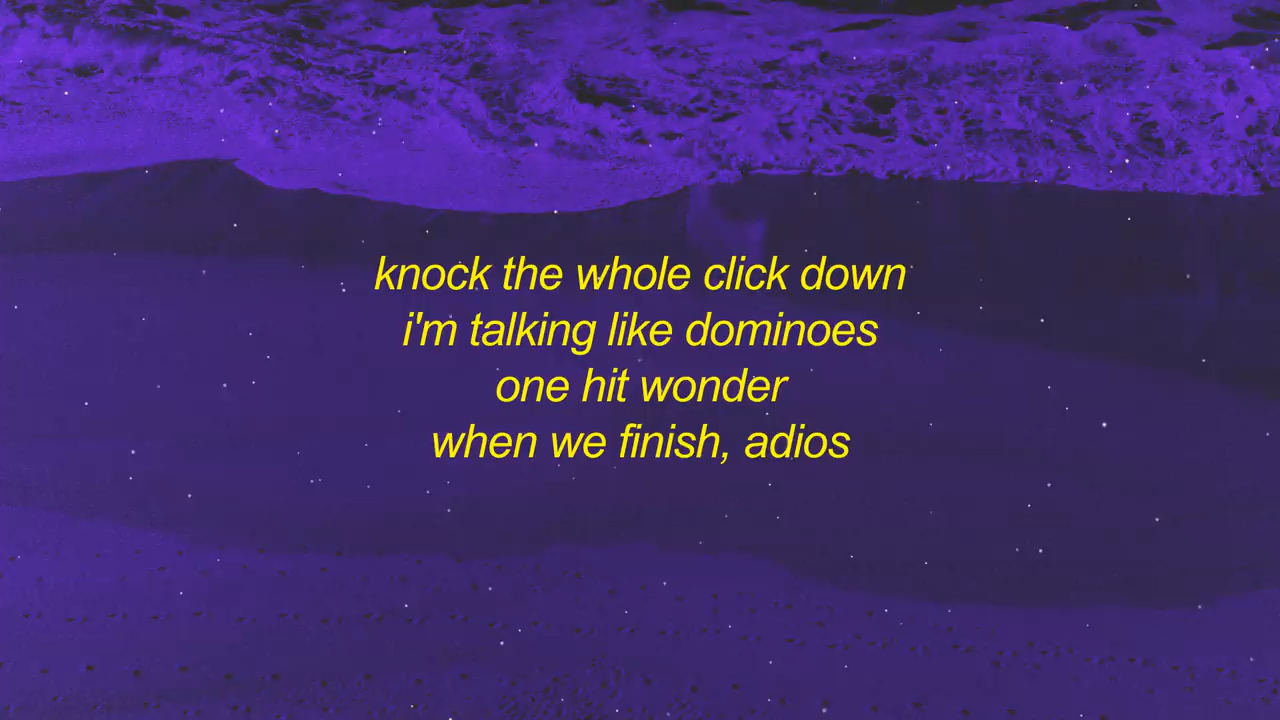 knock the whole click down
i'm talking like dominoes
one hit wonder
when we finish, adios